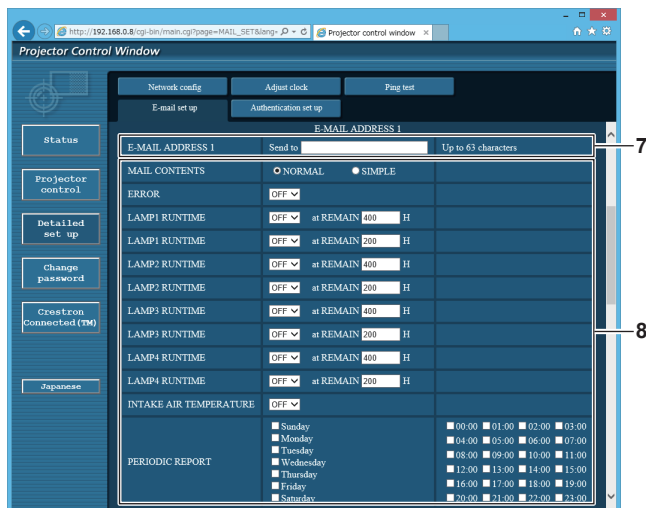 http://192.168.0.8/cgi-bin/main.cgi?page=MAIL_SET&lang=
Projector control window ×
Projector Control Window
Network config Adjust clock Ping test
E-mail set up Authentication set up
Status
Projector control
Detailed set up
Change password
Crestron Connected(TM)
Japanese
E-MAIL ADDRESS 1
E-MAIL ADDRESS 1 Send to Up to 63 characters
7
MAIL CONTENTS NORMAL SIMPLE
ERROR OFF
LAMP1 RUNTIME OFF at REMAIN 400 H
LAMP1 RUNTIME OFF at REMAIN 200 H
LAMP2 RUNTIME OFF at REMAIN 400 H
LAMP2 RUNTIME OFF at REMAIN 200 H
LAMP3 RUNTIME OFF at REMAIN 400 H
LAMP3 RUNTIME OFF at REMAIN 200 H
8
LAMP4 RUNTIME OFF at REMAIN 400 H
LAMP4 RUNTIME OFF at REMAIN 200 H
INTAKE AIR TEMPERATURE OFF
PERIODIC REPORT
Sunday
Monday
Tuesday
Wednesday
Thursday
Friday
Saturday
00:00 01:00 02:00 03:00
04:00 05:00 06:00 07:00
08:00 09:00 10:00 11:00
12:00 13:00 14:00 15:00
16:00 17:00 18:00 19:00
20:00 21:00 22:00 23:00